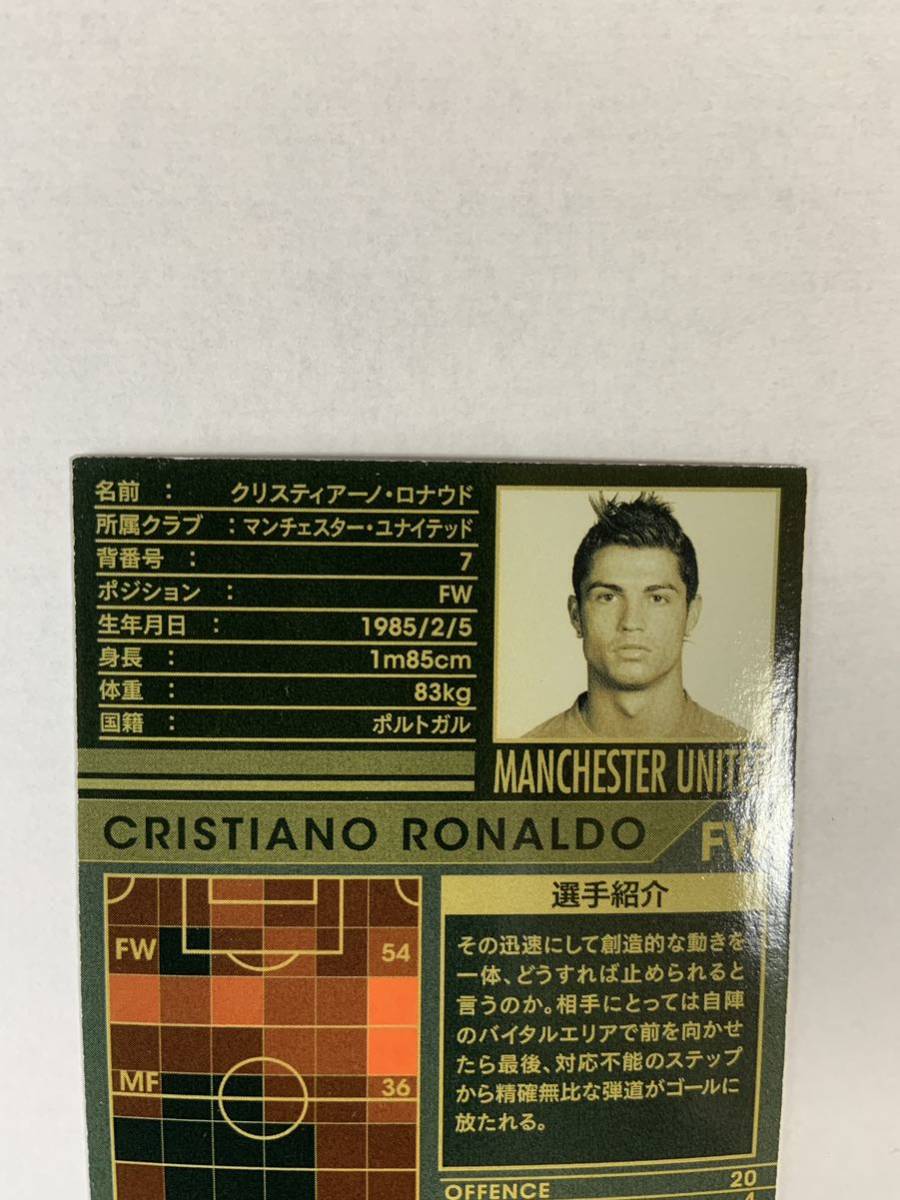 名前 : クリスティアーノ・ロナウド
所属クラブ : マンチェスター・ユナイテッド
背番号 : 7
ポジション : FW
生年月日 : 1985/2/5
身長 : 1m85cm
体重 : 83kg
国籍 : ポルトガル
MANCHESTER UNITED
CRISTIANO RONALDO FW
FW 54
MF 36
選手紹介
その迅速にして創造的な動きを
一体、どうすれば止められると
言うのか。相手にとっては自陣
のバイタルエリアで前を向かせ
たら最後、対応不能のステップ
から精確無比な弾道がゴールに
放たれる。
OFFENCE 20
4